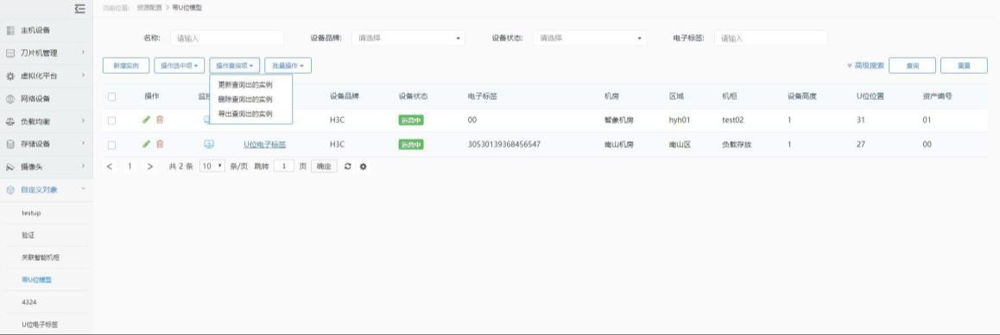 当前位置: 资源配置 > 带U位模型
主机设备
刀片机管理
虚拟化平台
网络设备
负载均衡
存储设备
摄像头
自定义对象
testup
验证
关联智能机柜
带U位模型
4324
U位电子标签
名称: 请输入 设备品牌: 请选择 设备状态: 请选择 电子标签: 请输入
新增实例 操作选中项 操作查询项 批量操作 高级搜索 查询 重置
更新查询出的实例
删除查询出的实例
导出查询出的实例
操作 设备品牌 设备状态 电子标签 机房 区域 机柜 设备高度 U位位置 资产编号
H3C 运营中 00 智象机房 hyh01 test02 1 31 01
U位电子标签 H3C 运营中 305301393684565​47 南山机房 南山区 负载存放 1 27 00
< 1 > 共 2 条 10 条/页 跳转 1 页 确定